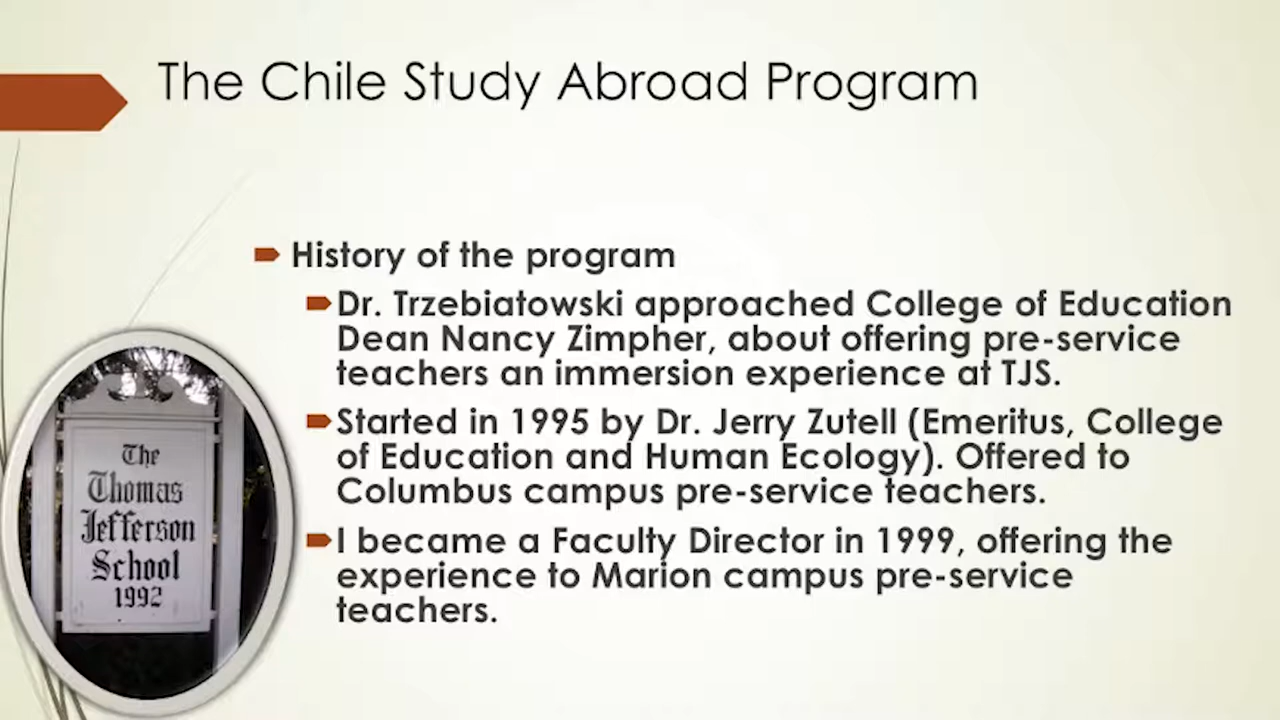 The Chile Study Abroad Program
History of the program
Dr. Trzebiatowski approached College of Education
Dean Nancy Zimpher, about offering pre-service
teachers an immersion experience at TJS.
Started in 1995 by Dr. Jerry Zutell (Emeritus, College
of Education and Human Ecology). Offered to
Columbus campus pre-service teachers.
I became a Faculty Director in 1999, offering the
experience to Marion campus pre-service
teachers.
The
Thomas
Jefferson
School
1992